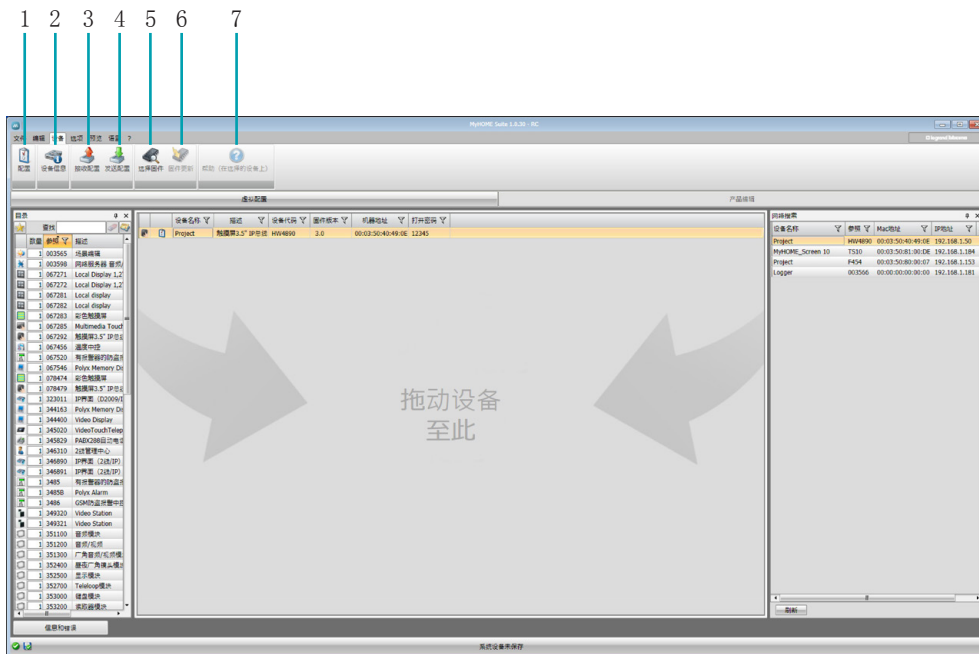 1 2 3 4 5 6 7
MyHOME Suite 1.6.30 - RC
文件 编辑 设备 选项 预览 语言 ?
配置 设备信息 接收配置 发送配置 选择固件 固件更新 帮助 (在选择的设备上)
虚拟配置 产品编辑
目录
查找
数量 参照 描述
1 003565 场景编辑
1 003598 网络服务器 音频/
1 067271 Local Display 1,2
1 067272 Local Display 1,2
1 067281 Local display
1 067282 Local display
1 067283 彩色触摸屏
1 067285 Multimedia Touch
1 067292 触摸屏3.5" IP总
1 067456 温度中控
1 067520 有报警器的防盗
1 067546 Polyx Memory Di
1 078474 彩色触摸屏
1 078479 触摸屏3.5" IP总
1 323011 IP界面 (D2009/
1 344163 Polyx Memory Di
1 344400 Video Display
1 345020 VideoTouchTelep
1 345829 PABX288自动电
1 346310 2线管理中心
1 346890 IP界面 (2线/IP)
1 346891 IP界面 (2线/IP)
1 3485 有报警器的防盗
1 3485B Polyx Alarm
1 3486 GSM防盗报警中
1 349320 Video Station
1 349321 Video Station
1 351100 音频模块
1 351200 音频/视频
1 351300 广角音频/视频模
1 352400 昼夜广角镜头模
1 352500 显示模块
1 352700 Teleloop模块
1 353000 键盘模块
1 353200 读取器模块
设备名称 描述 设备代码 固件版本 机器地址 打开密码
Project 触摸屏3.5" IP总线 HW4890 3.0 00:03:50:40:49:0E 12345
拖动设备
至此
网络搜索
设备名称 参照 Mac地址 IP地址
Project HW4890 00:03:50:40:49:0E 192.168.1.50
MyHOME_Screen 10 TS10 00:03:50:81:00:DE 192.168.1.184
Project F454 00:03:50:80:00:07 192.168.1.153
Logger 003566 00:00:00:00:00:00 192.168.1.181
刷新
信息和错误
系统设备未保存